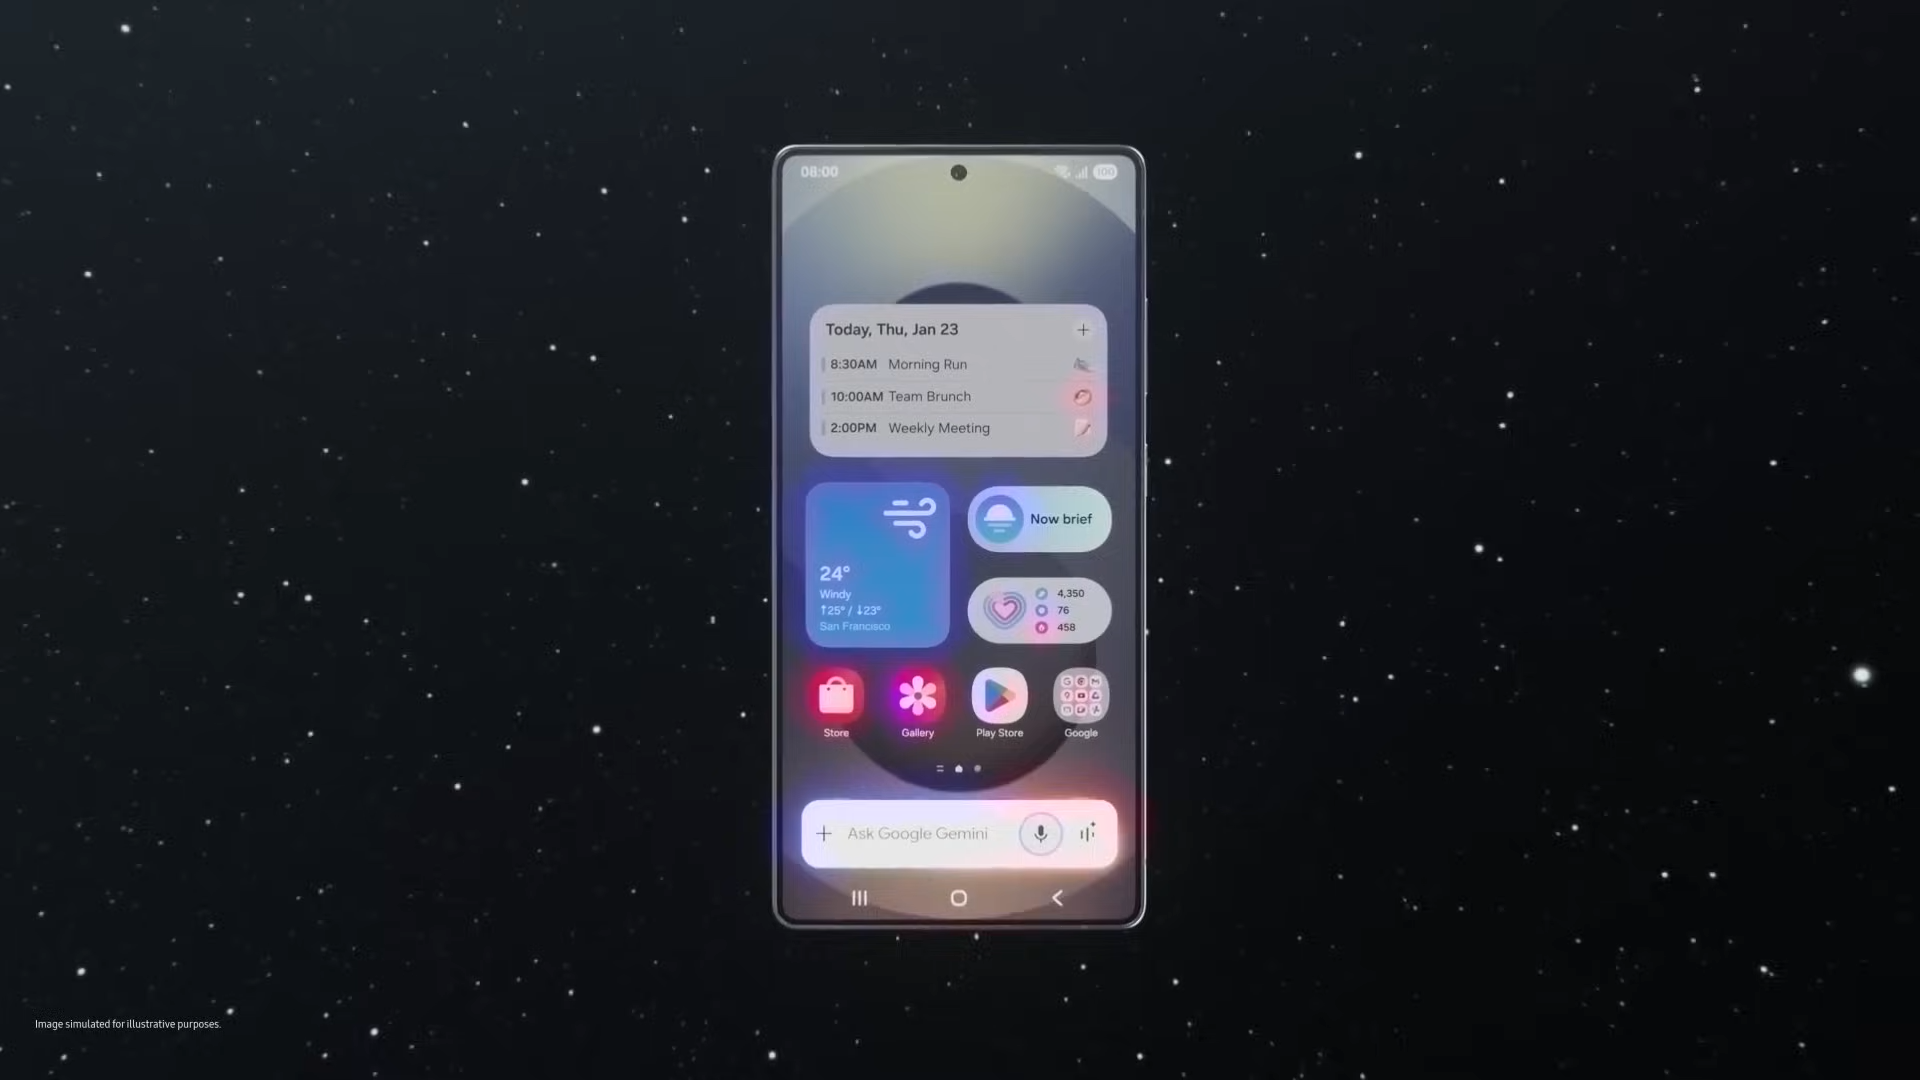 08:00
100
Today, Thu, Jan 23
8:30AM Morning Run
10:00AM Team Brunch
2:00PM Weekly Meeting
24°
Windy
↑25° / ↓23°
San Francisco
Now brief
4,350
76
458
Store
Gallery
Play Store
Google
Ask Google Gemini
Image simulated for illustrative purposes.